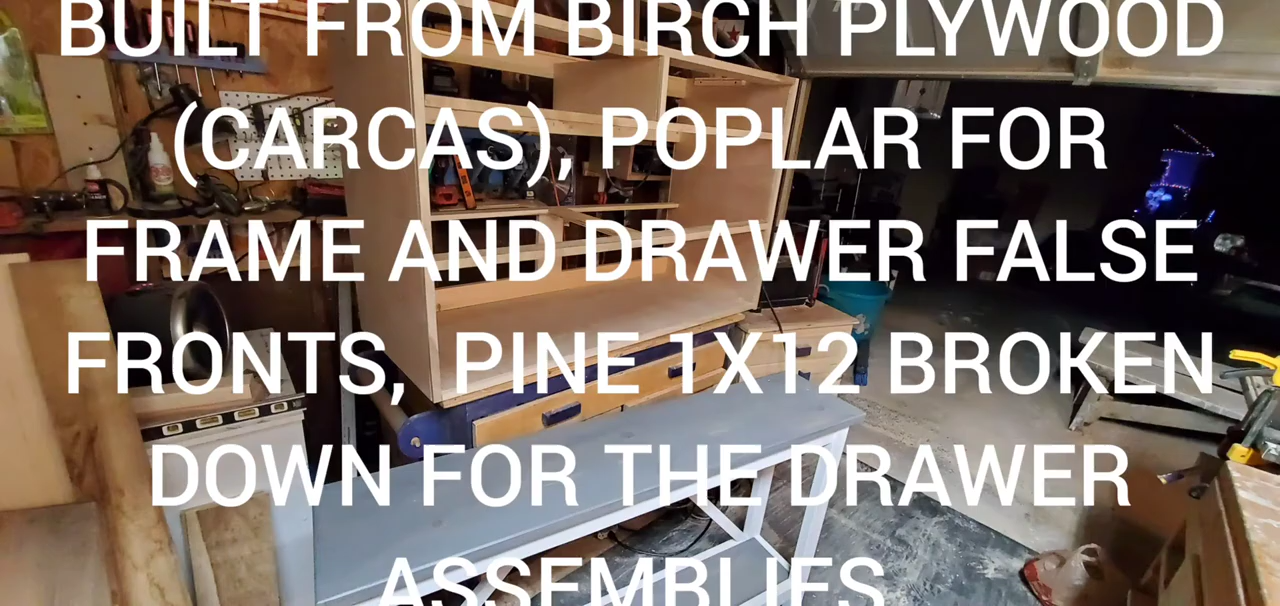 BUILT FROM BIRCH PLYWOOD
(CARCAS), POPLAR FOR
FRAME AND DRAWER FALSE
FRONTS, PINE 1X12 BROKEN
DOWN FOR THE DRAWER
ASSEMBLIES